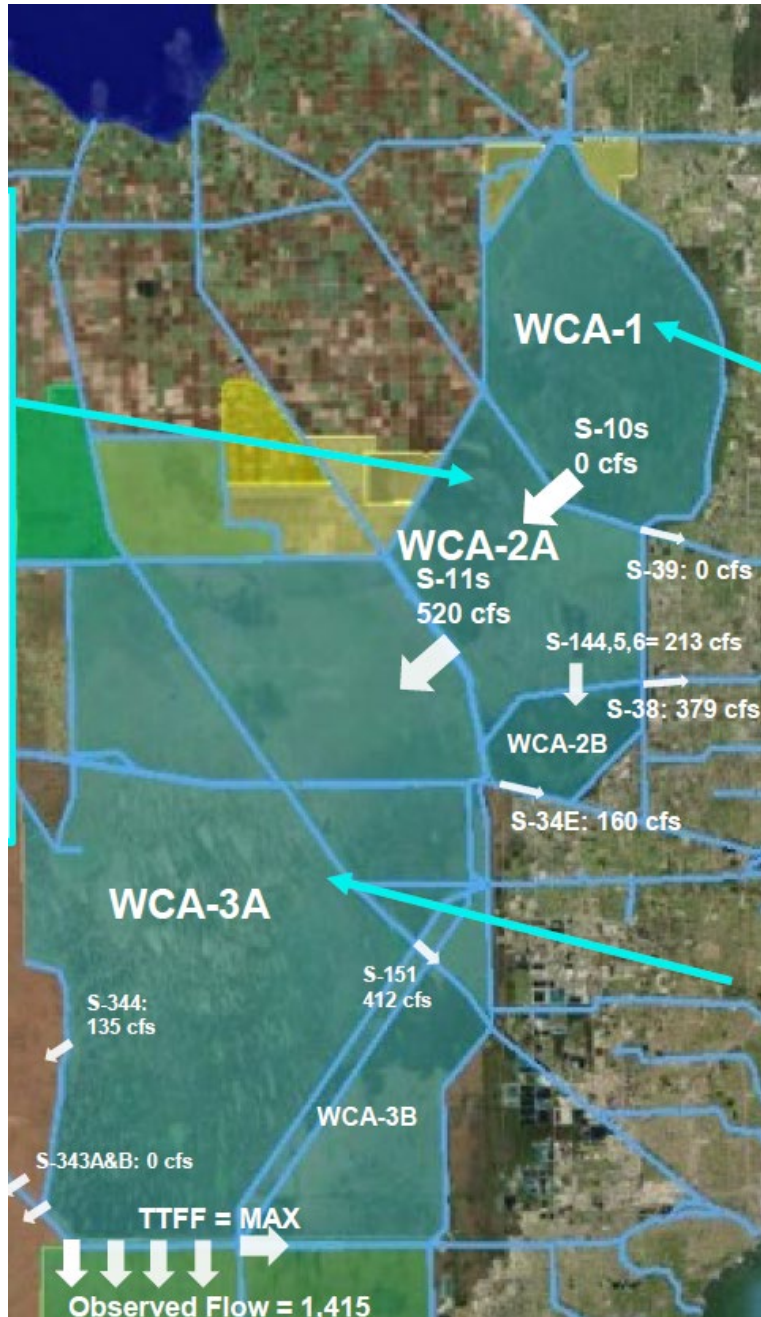 WCA-1
S-10s
0 cfs
WCA-2A
S-11s
520 cfs
S-39: 0 cfs
S-144,5,6= 213 cfs
S-38: 379 cfs
WCA-2B
S-34E: 160 cfs
WCA-3A
S-151
412 cfs
S-344:
135 cfs
WCA-3B
S-343A&B: 0 cfs
TTFF = MAX
Observed Flow = 1,415